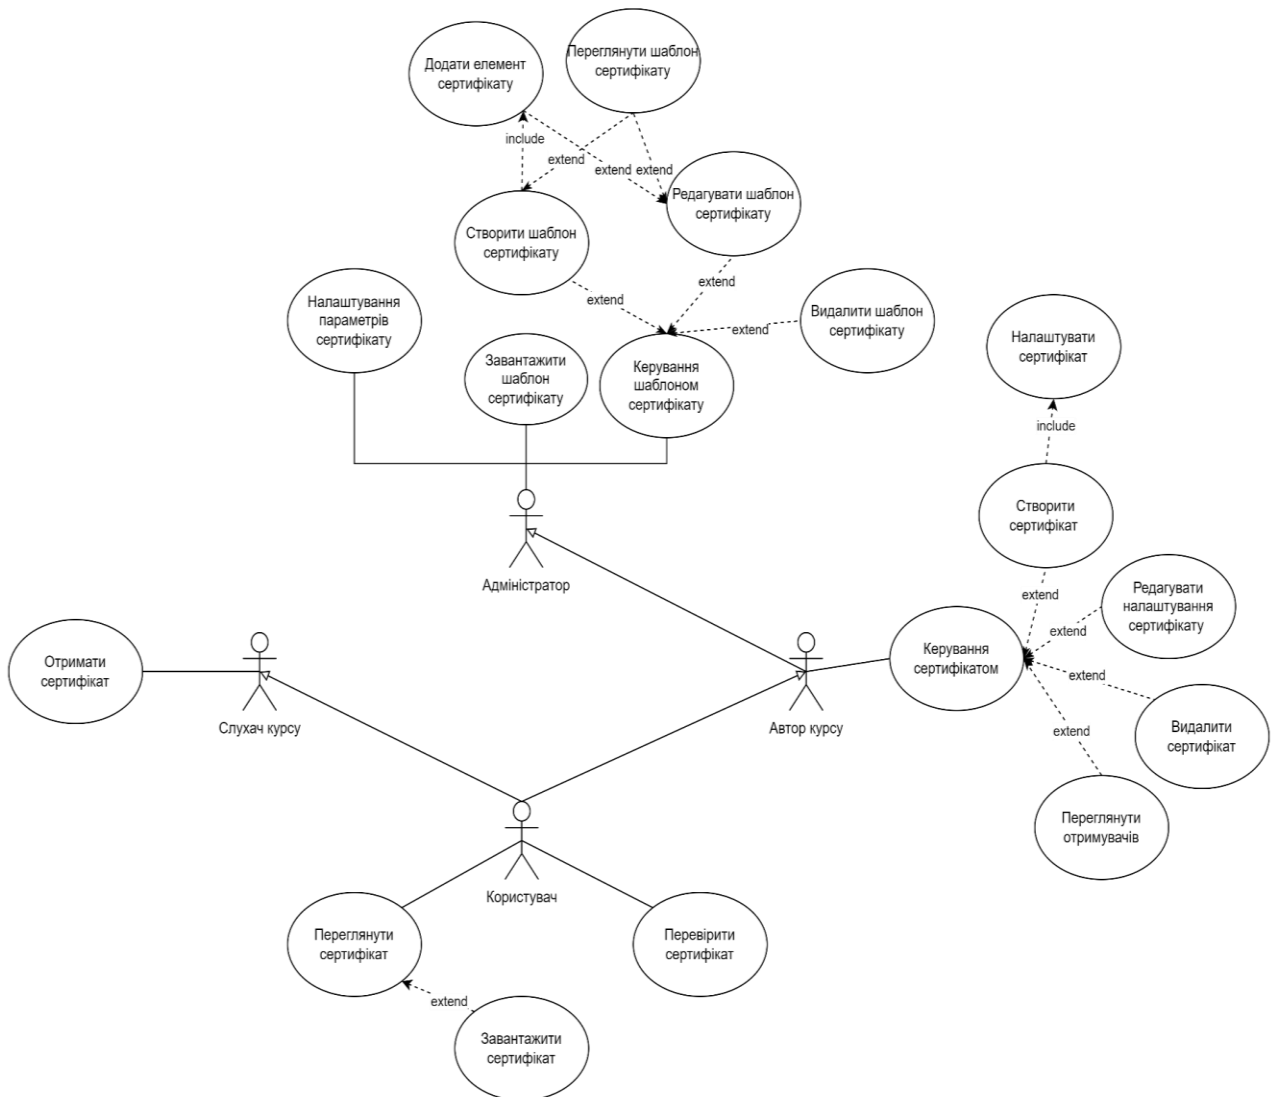 Додати елемент
сертифікату
Переглянути шаблон
сертифікату
include
extend
extend
extend
Створити шаблон
сертифікату
Редагувати шаблон
сертифікату
extend
extend
extend
Видалити шаблон
сертифікату
Налаштування
параметрів
сертифікату
Завантажити
шаблон
сертифікату
Керування
шаблоном
сертифікату
Адміністратор
Налаштувати
сертифікат
include
Створити
сертифікат
extend
Редагувати
налаштування
сертифікату
extend
Керування
сертифікатом
extend
Видалити
сертифікат
extend
Переглянути
отримувачів
Отримати
сертифікат
Слухач курсу
Автор курсу
Користувач
Переглянути
сертифікат
Перевірити
сертифікат
extend
Завантажити
сертифікат